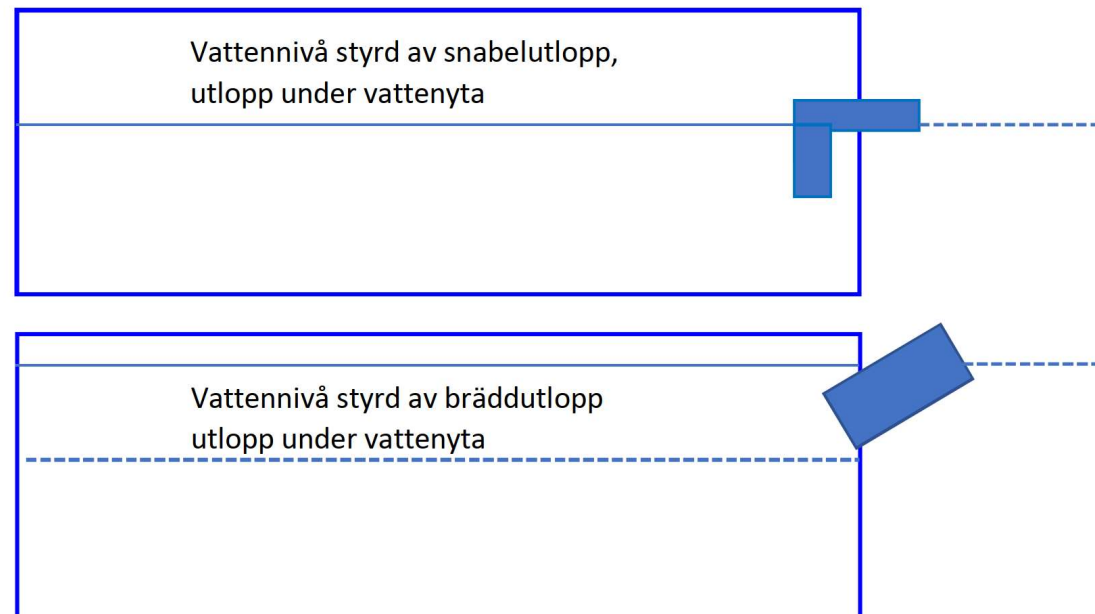 Vattennivå styrd av snabelutlopp,
utlopp under vattenyta
Vattennivå styrd av bräddutlopp
utlopp under vattenyta